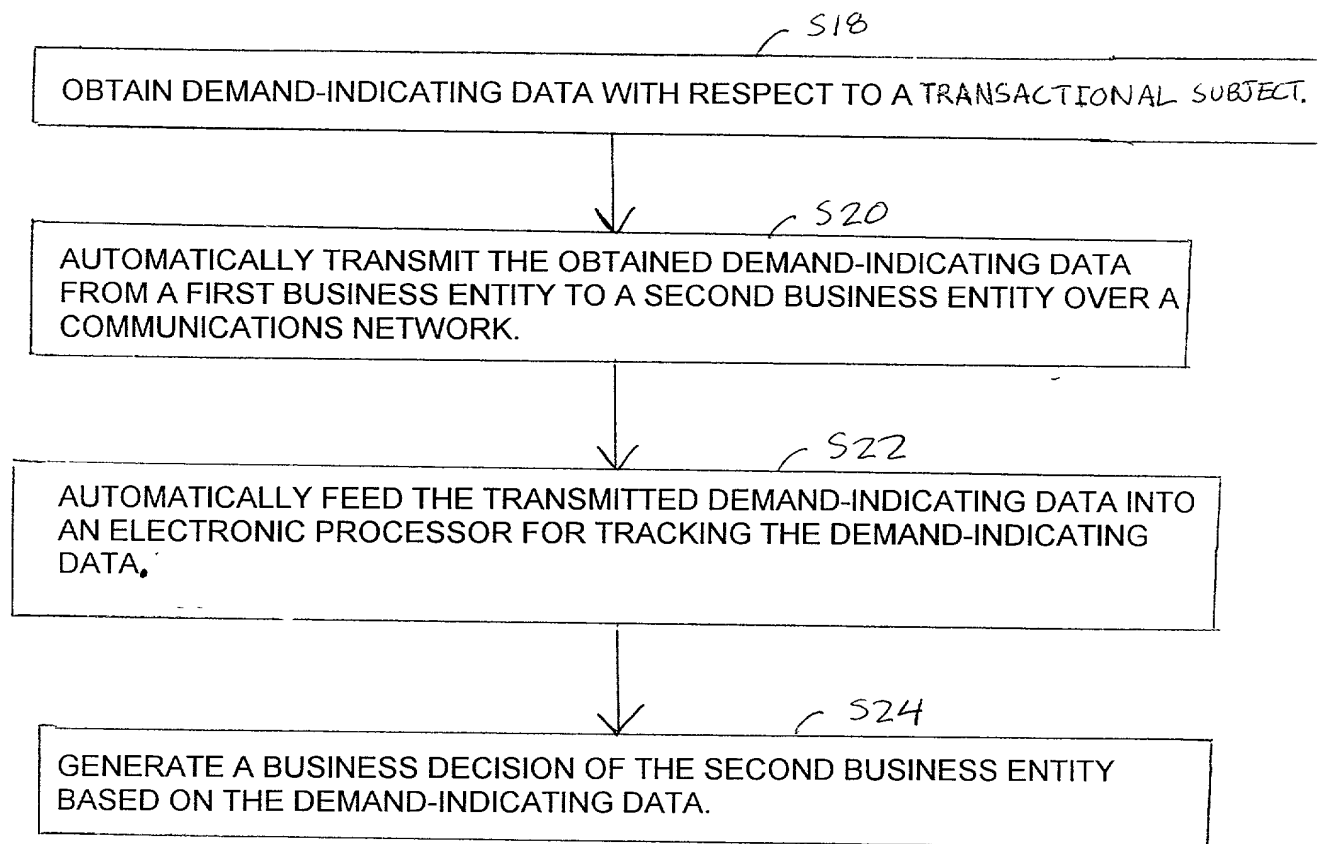 S18
OBTAIN DEMAND-INDICATING DATA WITH RESPECT TO A TRANSACTIONAL SUBJECT.
S20
AUTOMATICALLY TRANSMIT THE OBTAINED DEMAND-INDICATING DATA
FROM A FIRST BUSINESS ENTITY TO A SECOND BUSINESS ENTITY OVER A
COMMUNICATIONS NETWORK.
S22
AUTOMATICALLY FEED THE TRANSMITTED DEMAND-INDICATING DATA INTO
AN ELECTRONIC PROCESSOR FOR TRACKING THE DEMAND-INDICATING
DATA.
S24
GENERATE A BUSINESS DECISION OF THE SECOND BUSINESS ENTITY
BASED ON THE DEMAND-INDICATING DATA.